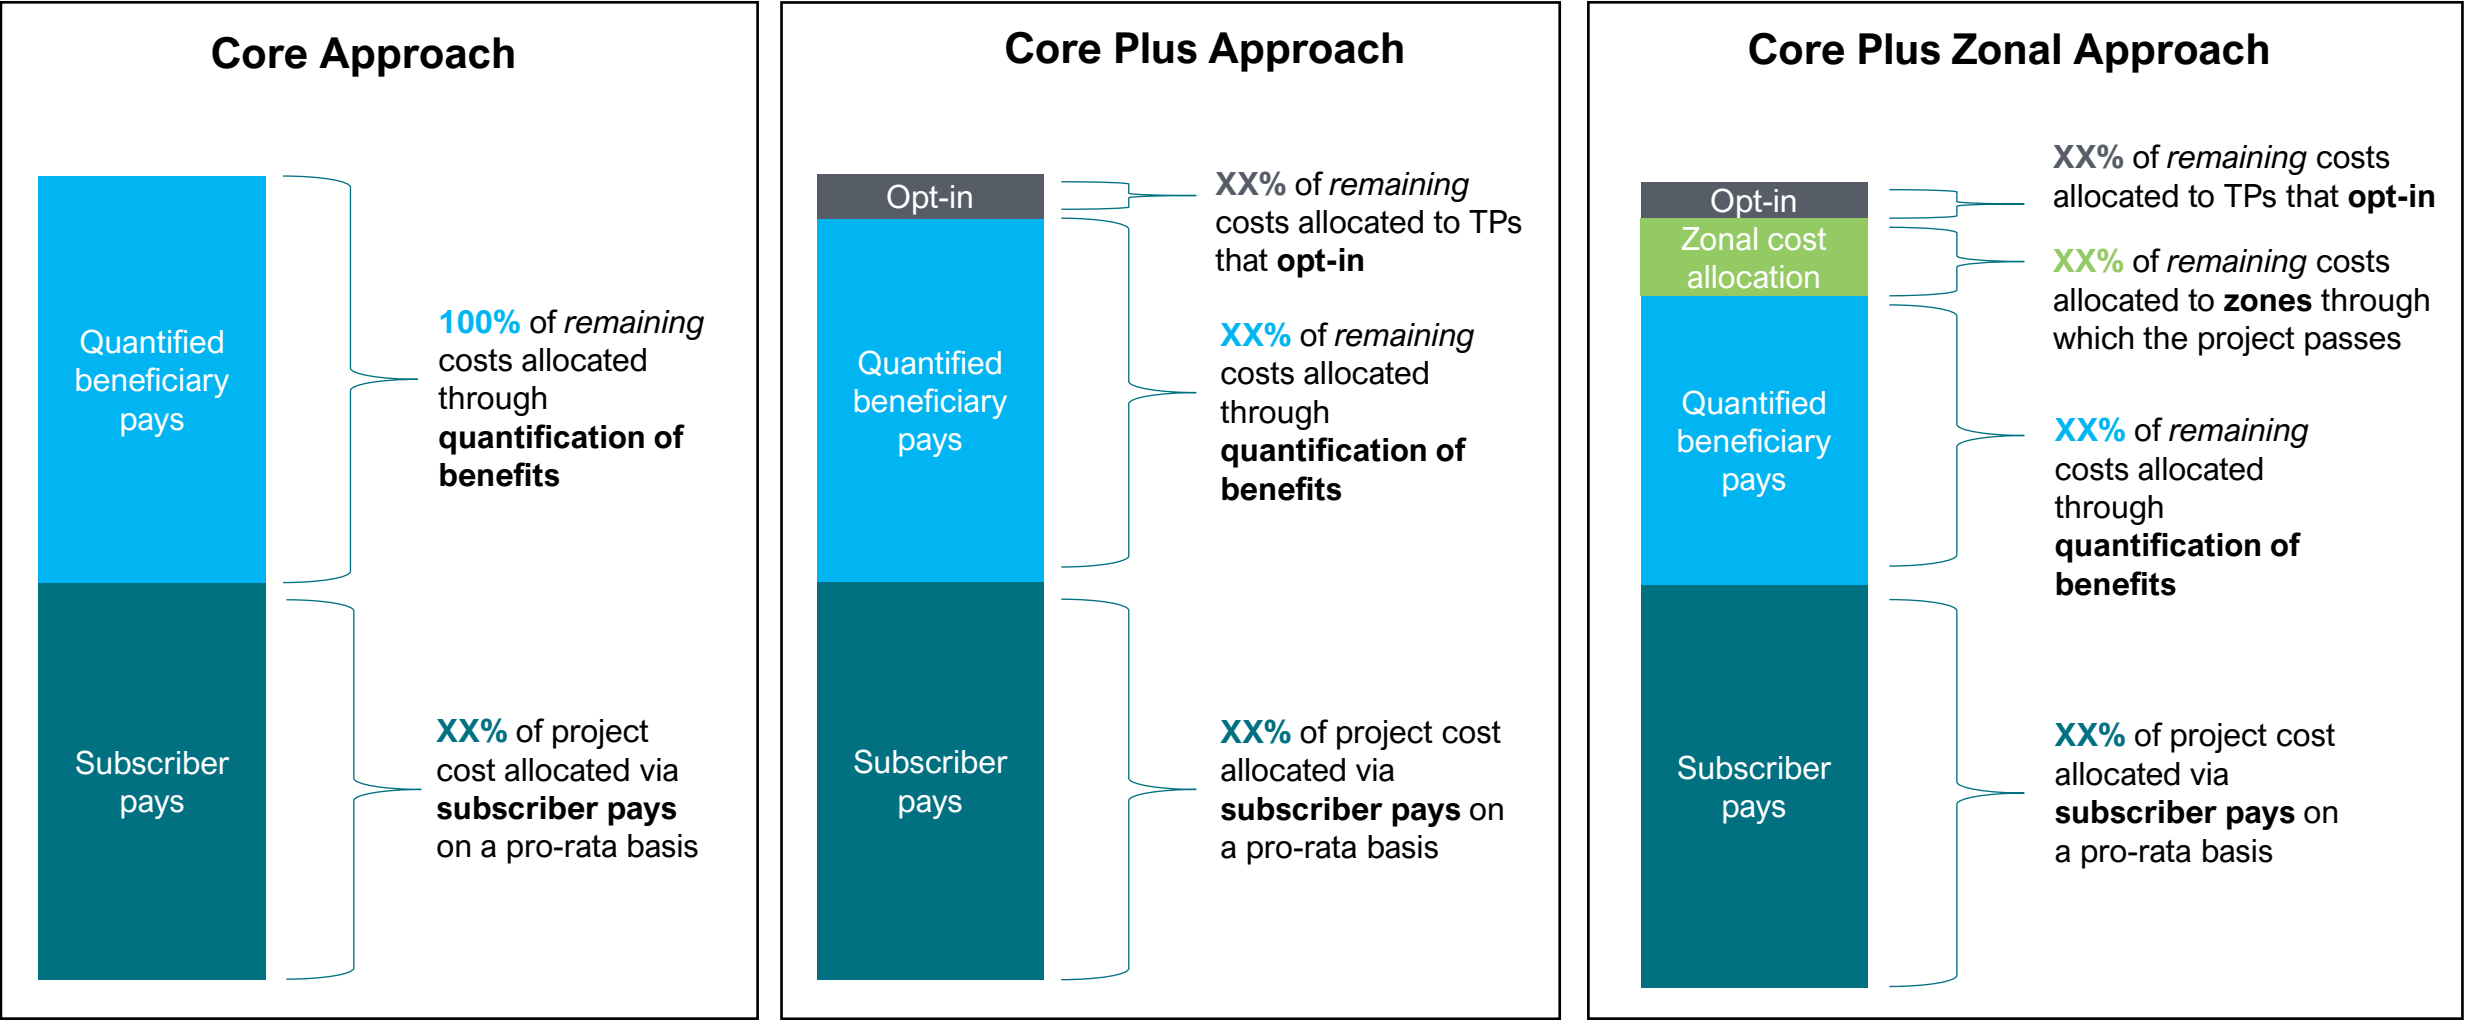 Core Approach
Quantified
beneficiary
pays
100% of remaining
costs allocated
through
quantification of
benefits
Subscriber
pays
XX% of project
cost allocated via
subscriber pays
on a pro-rata basis
Core Plus Approach
Opt-in
XX% of remaining
costs allocated to TPs
that opt-in
Quantified
beneficiary
pays
XX% of remaining
costs allocated
through
quantification of
benefits
Subscriber
pays
XX% of project cost
allocated via
subscriber pays on
a pro-rata basis
Core Plus Zonal Approach
Opt-in
XX% of remaining costs
allocated to TPs that opt-in
Zonal cost
allocation
XX% of remaining costs
allocated to zones through
which the project passes
Quantified
beneficiary
pays
XX% of remaining
costs allocated
through
quantification of
benefits
Subscriber
pays
XX% of project cost
allocated via
subscriber pays on
a pro-rata basis